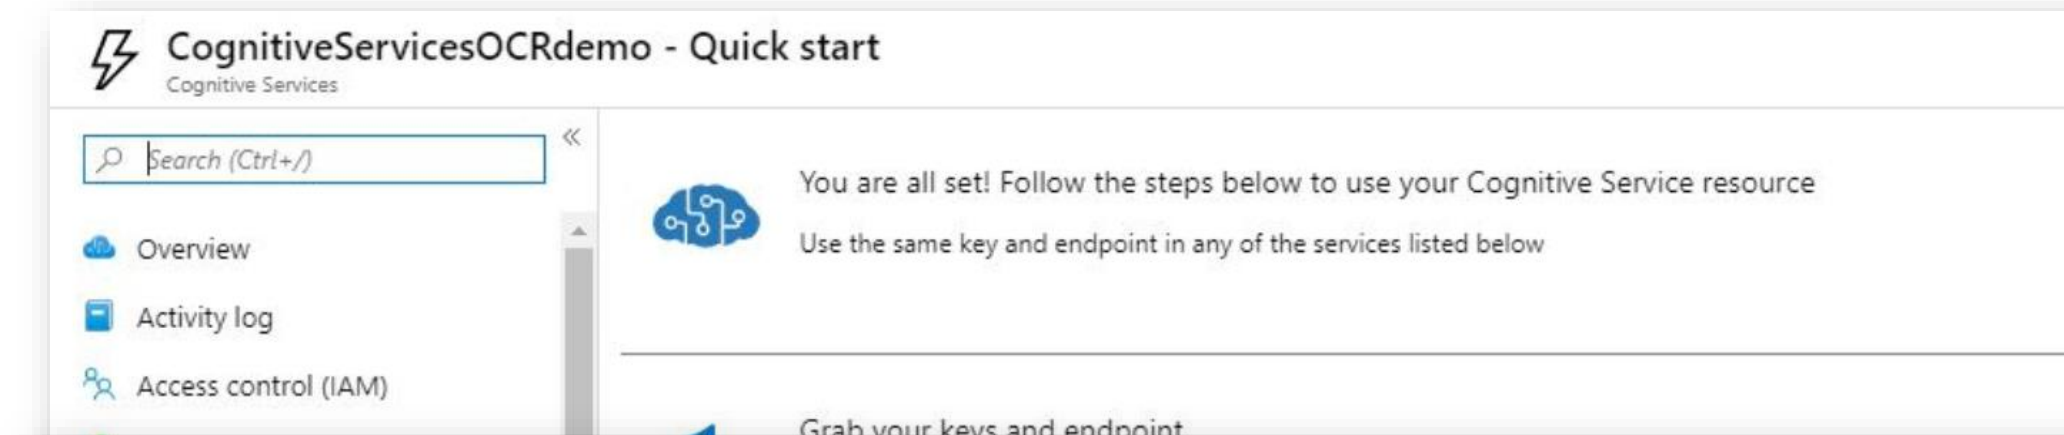 CognitiveServicesOCRdemo - Quick start
Cognitive Services
Search (Ctrl+/)
«
Overview
Activity log
Access control (IAM)
You are all set! Follow the steps below to use your Cognitive Service resource
Use the same key and endpoint in any of the services listed below
Grab your keys and endpoint